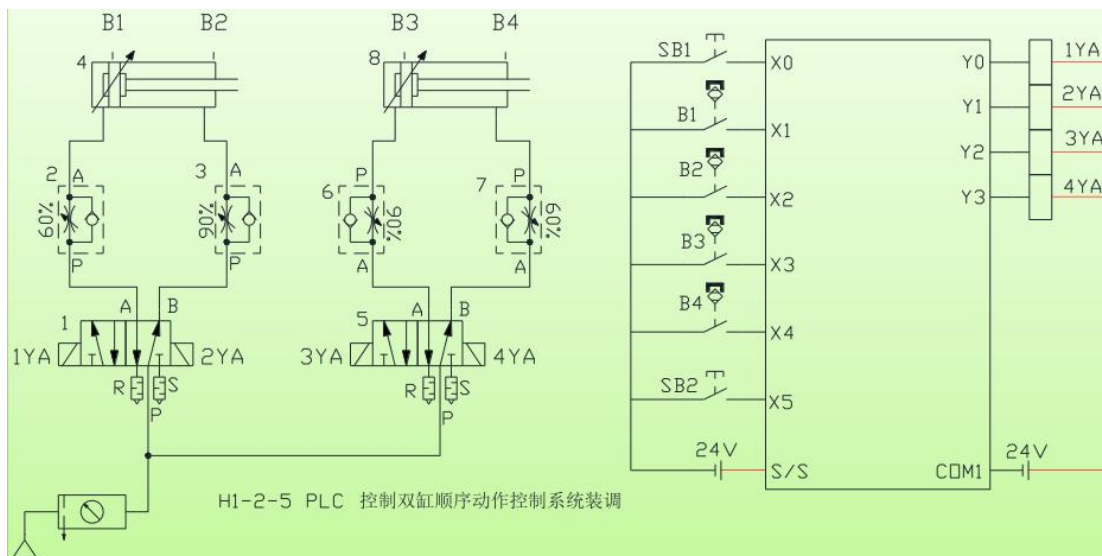 B1 B2 B3 B4
4 8
2 A 3 A 6 P 7 P
60% 90% 90% 60%
P P A A
A B A B
1 5
1YA 2YA 3YA 4YA
R S R S
P P
H1-2-5 PLC 控制双缸顺序动作控制系统装调
SB1 X0 Y0 1YA
B1 X1 Y1 2YA
B2 X2 Y2 3YA
B3 X3 Y3 4YA
B4 X4
SB2 X5
24V S/S COM1 24V